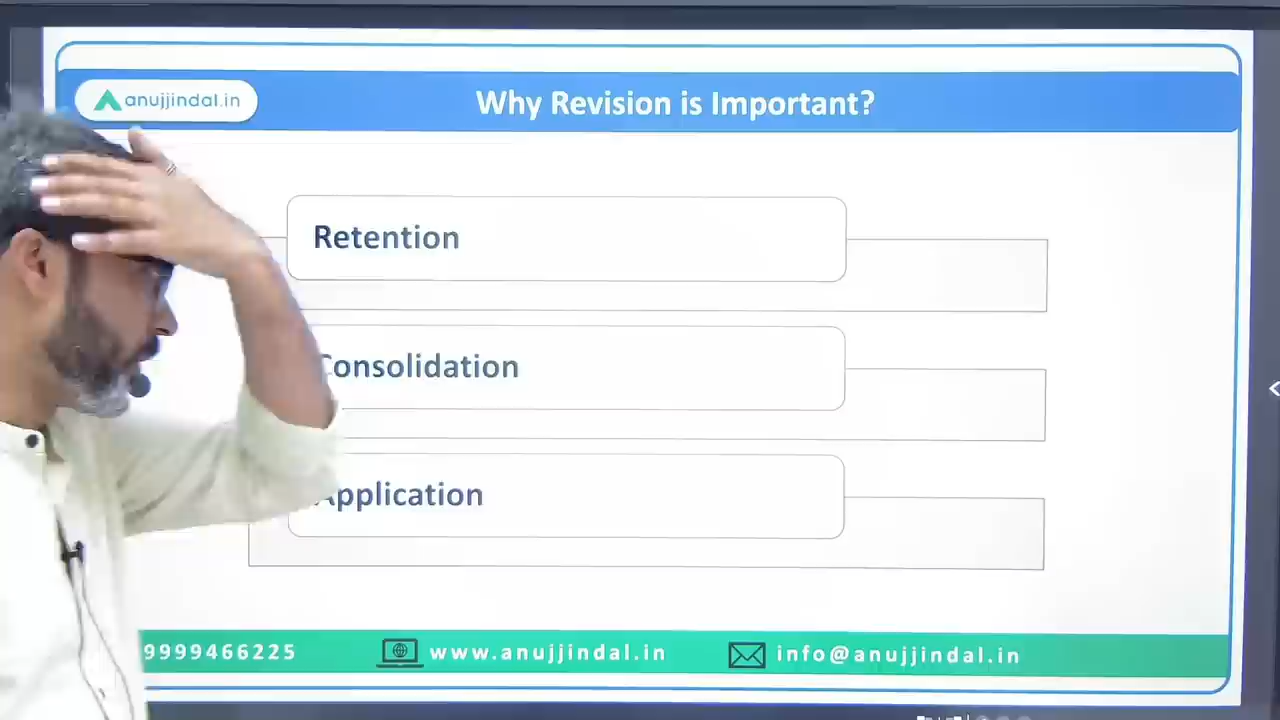 anujjindal.in
Why Revision is Important?
Retention
Consolidation
Application
9999466225 www.anujjindal.in info@anujjindal.in